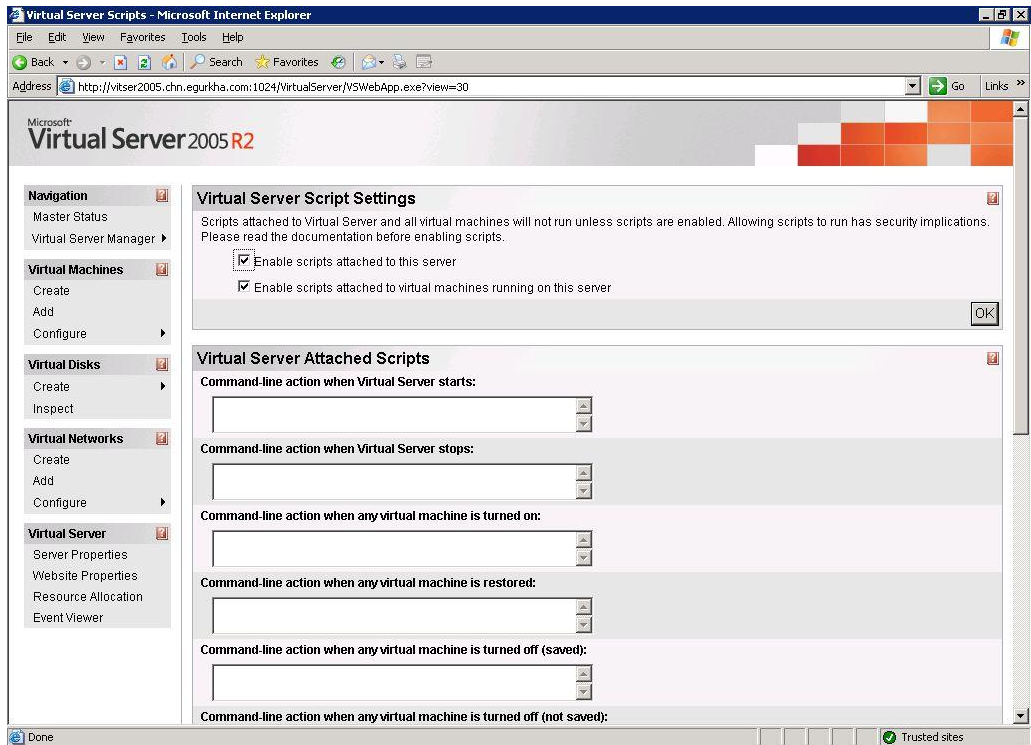 Virtual Server Scripts - Microsoft Internet Explorer
File Edit View Favorites Tools Help
Back Search Favorites
Address http://vitser2005.chn.egurkha.com:1024/VirtualServer/VSWebApp.exe?view=30 Go Links »
Microsoft
Virtual Server 2005 R2
Navigation ?
Master Status
Virtual Server Manager
Virtual Machines ?
Create
Add
Configure
Virtual Disks ?
Create
Inspect
Virtual Networks ?
Create
Add
Configure
Virtual Server ?
Server Properties
Website Properties
Resource Allocation
Event Viewer
Virtual Server Script Settings ?
Scripts attached to Virtual Server and all virtual machines will not run unless scripts are enabled. Allowing scripts to run has security implications.
Please read the documentation before enabling scripts.
Enable scripts attached to this server
Enable scripts attached to virtual machines running on this server
OK
Virtual Server Attached Scripts ?
Command-line action when Virtual Server starts:
Command-line action when Virtual Server stops:
Command-line action when any virtual machine is turned on:
Command-line action when any virtual machine is restored:
Command-line action when any virtual machine is turned off (saved):
Command-line action when any virtual machine is turned off (not saved):
Done Trusted sites